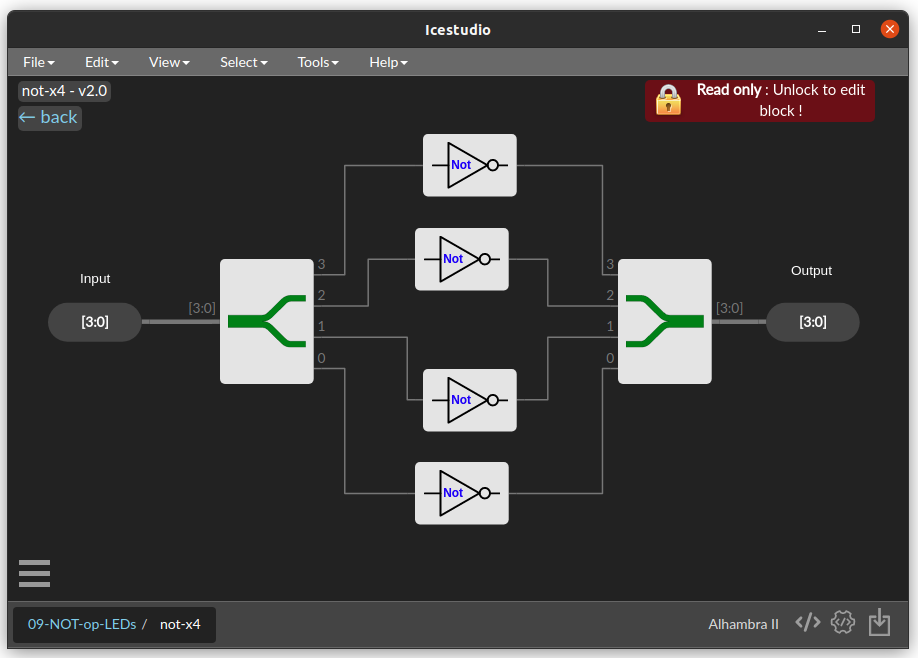 Icestudio
File Edit View Select Tools Help
not-x4 - v2.0
← back
Read only : Unlock to edit
block !
Not
Not
Input
Output
3
3
2
2
[3:0]
[3:0]
[3:0]
[3:0]
1
1
0
0
Not
Not
09-NOT-op-LEDs / not-x4
Alhambra II
</>
</>